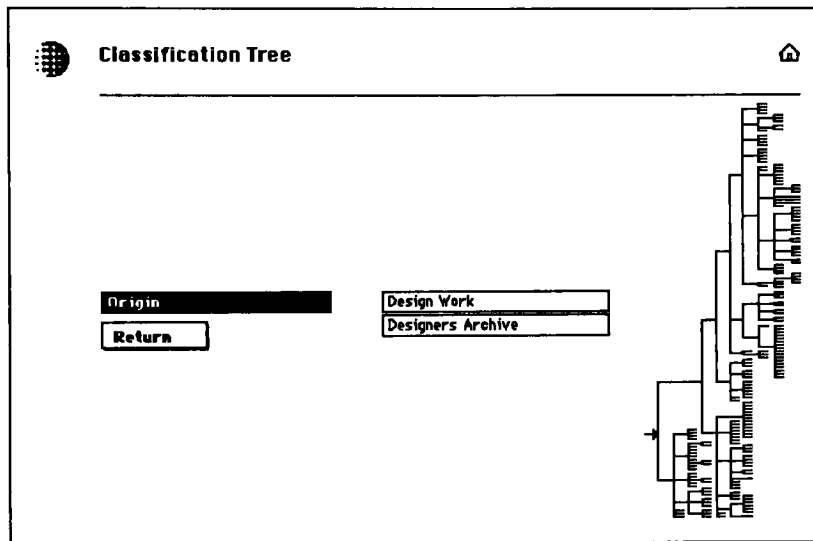 Classification Tree
Origin
Return
Design Work
Designers Archive